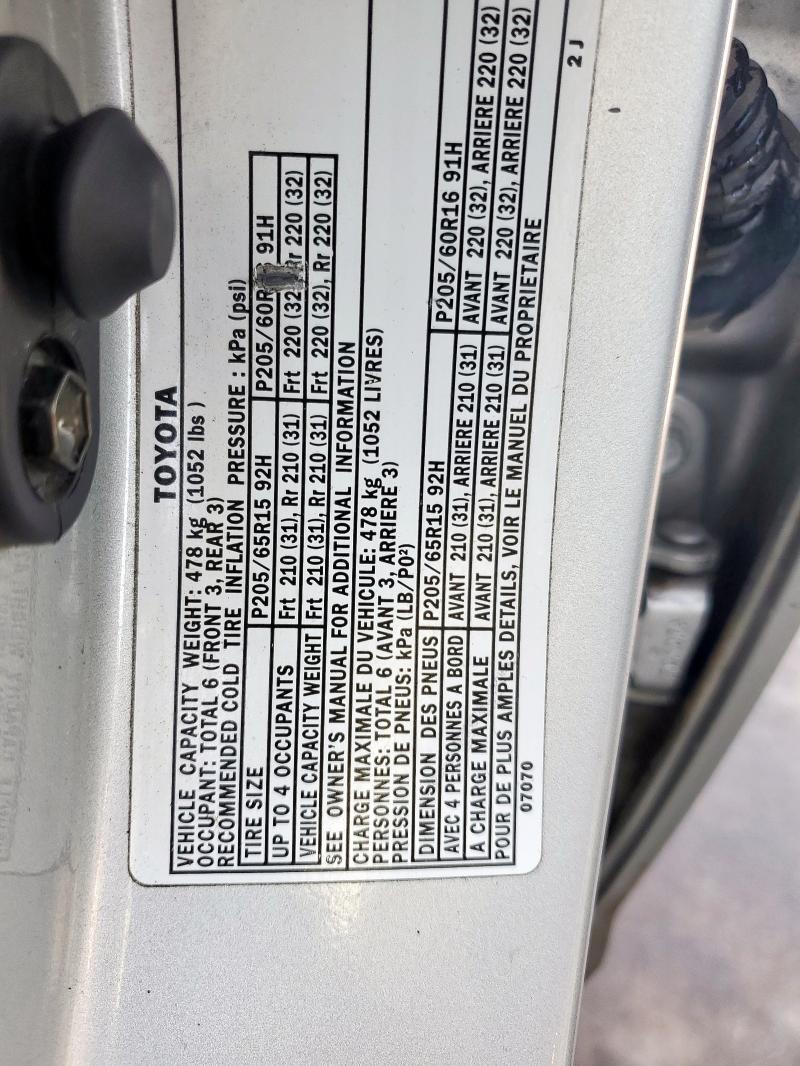 TOYOTA
VEHICLE CAPACITY WEIGHT: 478 kg (1052 lbs )
OCCUPANT: TOTAL 6 (FRONT 3, REAR 3)
RECOMMENDED COLD TIRE INFLATION PRESSURE : kPa (psi)
TIRE SIZE P205/65R15 92H P205/60R 91H
UP TO 4 OCCUPANTS Frt 210 (31), Rr 210 (31) Frt 220 (32 Rr 220 (32)
VEHICLE CAPACITY WEIGHT Frt 210 (31), Rr 210 (31) Frt 220 (32), Rr 220 (32)
SEE OWNER'S MANUAL FOR ADDITIONAL INFORMATION
CHARGE MAXIMALE DU VEHICULE: 478 kg (1052 LIVRES)
PERSONNES: TOTAL 6 (AVANT 3, ARRIERE 3)
PRESSION DE PNEUS: kPa (LB/PO²)
DIMENSION DES PNEUS P205/65R15 92H P205/60R16 91H
AVEC 4 PERSONNES A BORD AVANT 210 (31), ARRIERE 210 (31) AVANT 220 (32), ARRIERE 220 (32)
A CHARGE MAXIMALE AVANT 210 (31), ARRIERE 210 (31) AVANT 220 (32), ARRIERE 220 (32)
POUR DE PLUS AMPLES DETAILS, VOIR LE MANUEL DU PROPRIETAIRE
07070 2 J